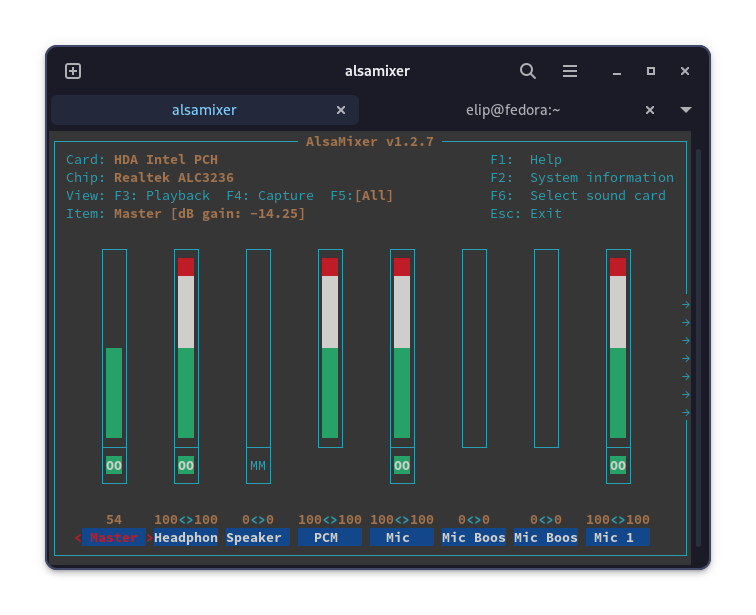 alsamixer
alsamixer
elip@fedora:~
AlsaMixer v1.2.7
Card: HDA Intel PCH F1: Help
Chip: Realtek ALC3236 F2: System information
View: F3: Playback F4: Capture F5:[All] F6: Select sound card
Item: Master [dB gain: -14.25] Esc: Exit
OO OO MM OO OO
54 100<>100 0<>0 100<>100 100<>100 0<>0 0<>0 100<>100
< Master >Headphon Speaker PCM Mic Mic Boos Mic Boos Mic 1